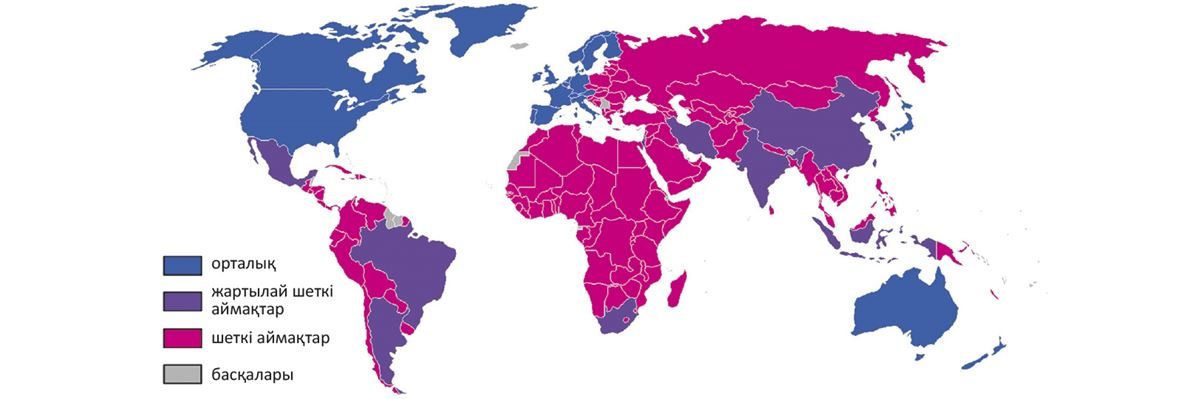 орталық
жартылай шеткі
аймақтар
шеткі аймақтар
басқалары